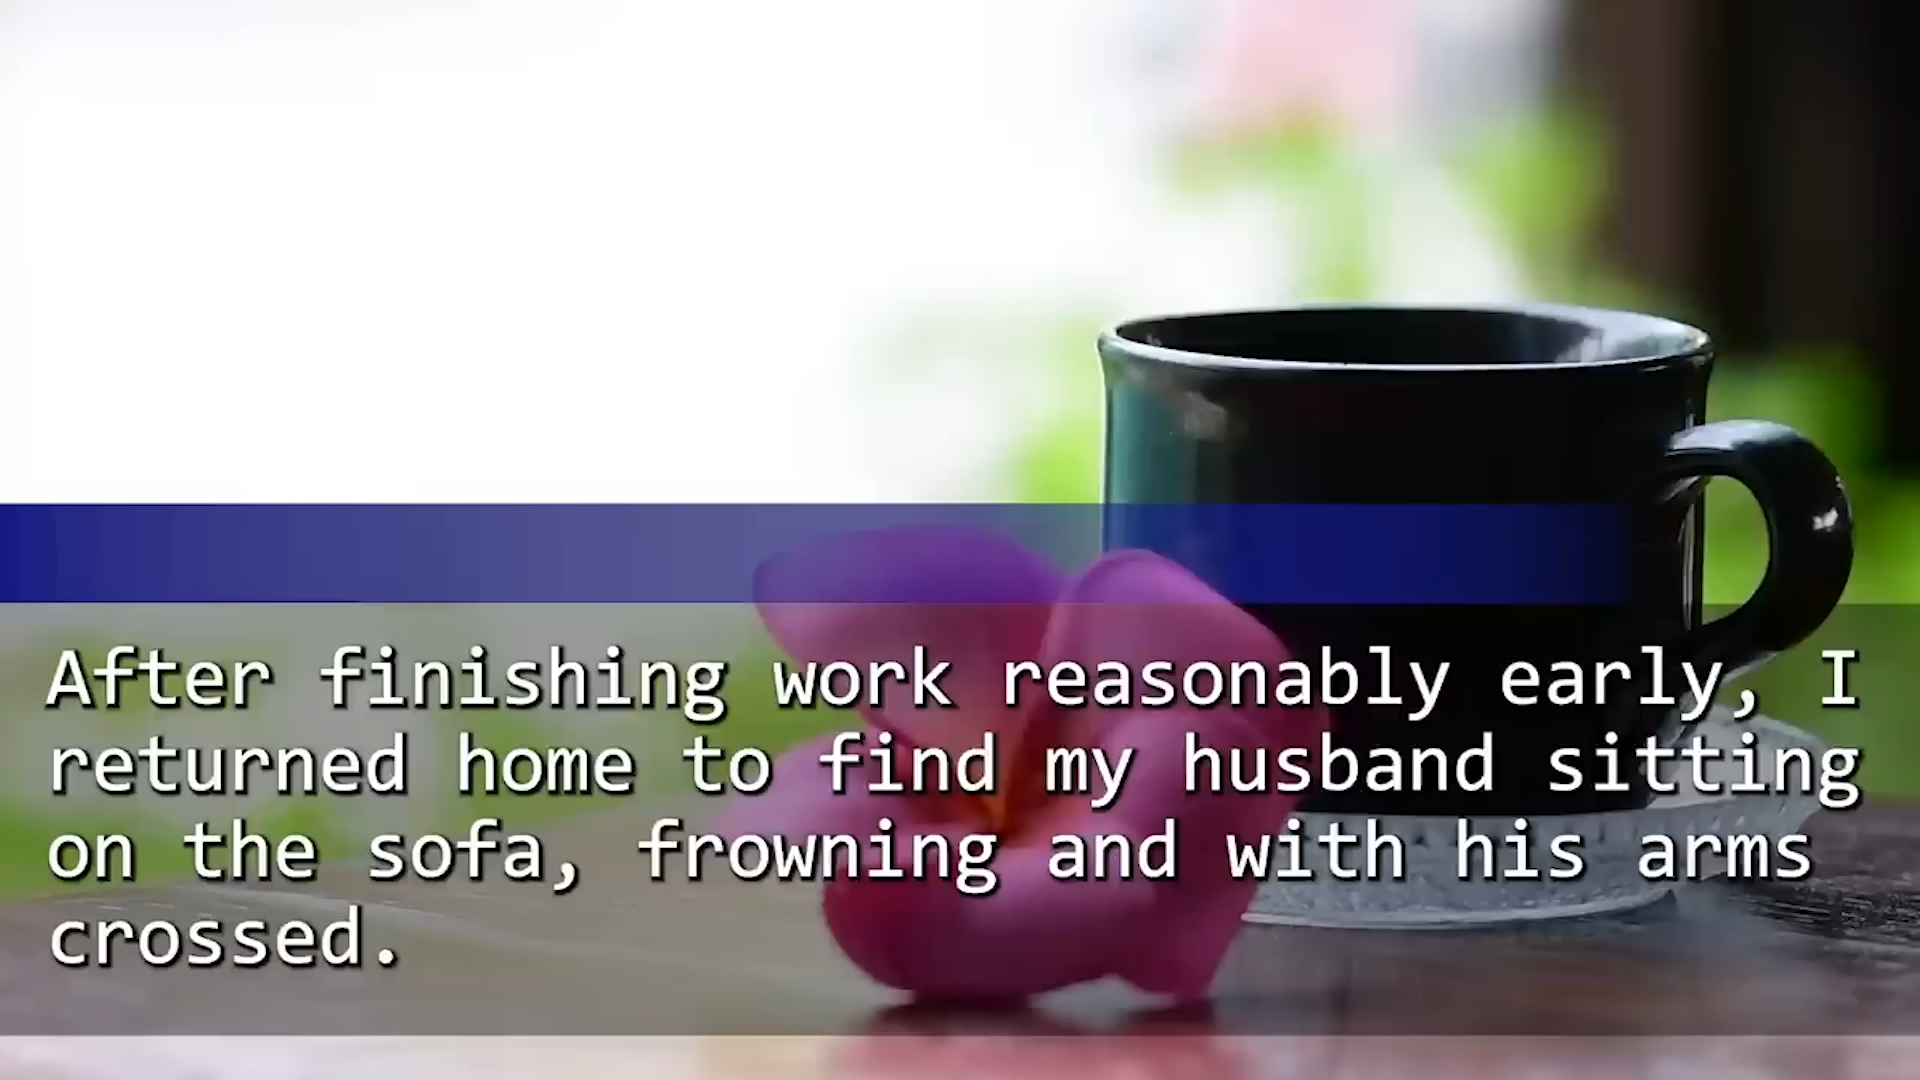 After finishing work reasonably early, I
returned home to find my husband sitting
on the sofa, frowning and with his arms
crossed.